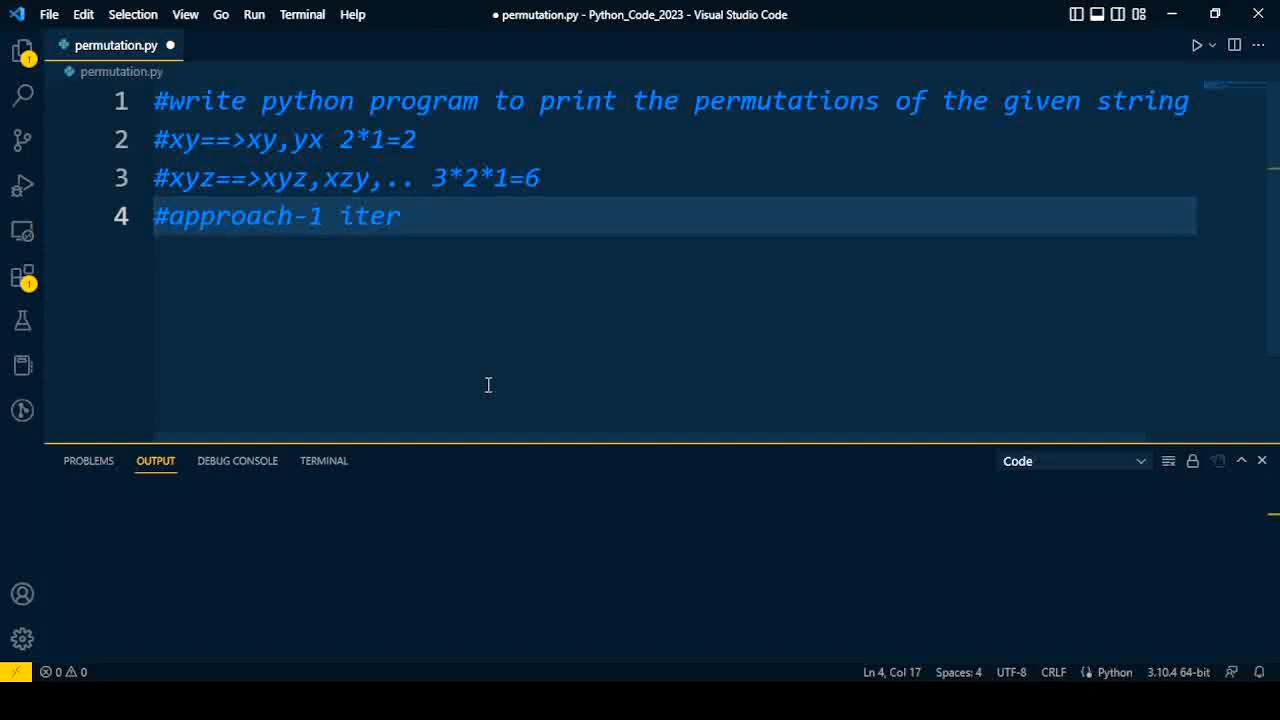 File Edit Selection View Go Run Terminal Help
● permutation.py - Python_Code_2023 - Visual Studio Code
permutation.py ●
permutation.py
1 #write python program to print the permutations of the given string
2 #xy==>xy,yx 2*1=2
3 #xyz==>xyz,xzy,.. 3*2*1=6
4 #approach-1 iter
1
1
PROBLEMS OUTPUT DEBUG CONSOLE TERMINAL
Code
0 0
Ln 4, Col 17 Spaces: 4 UTF-8 CRLF Python 3.10.4 64-bit